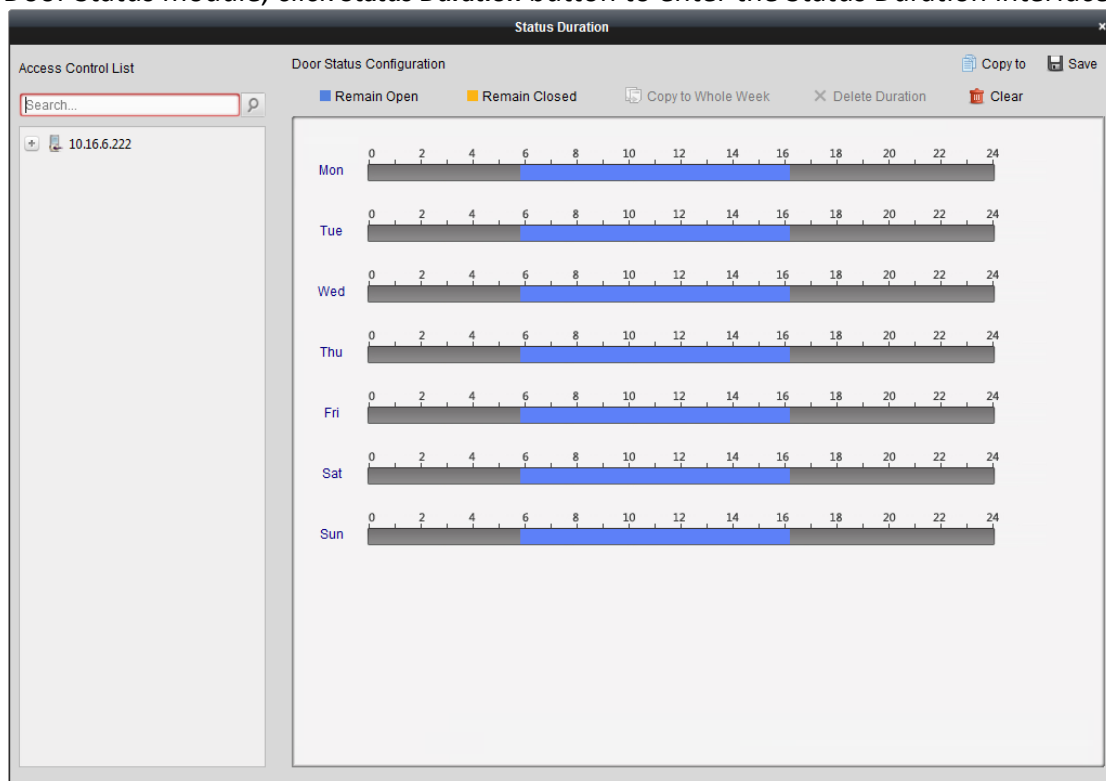 Door Status module, click Status Duration button to enter the Status Duration interface
Status Duration ×
Access Control List
Search...
10.16.6.222
Door Status Configuration Copy to Save
Remain Open Remain Closed Copy to Whole Week Delete Duration Clear
0 2 4 6 8 10 12 14 16 18 20 22 24
Mon
0 2 4 6 8 10 12 14 16 18 20 22 24
Tue
0 2 4 6 8 10 12 14 16 18 20 22 24
Wed
0 2 4 6 8 10 12 14 16 18 20 22 24
Thu
0 2 4 6 8 10 12 14 16 18 20 22 24
Fri
0 2 4 6 8 10 12 14 16 18 20 22 24
Sat
0 2 4 6 8 10 12 14 16 18 20 22 24
Sun